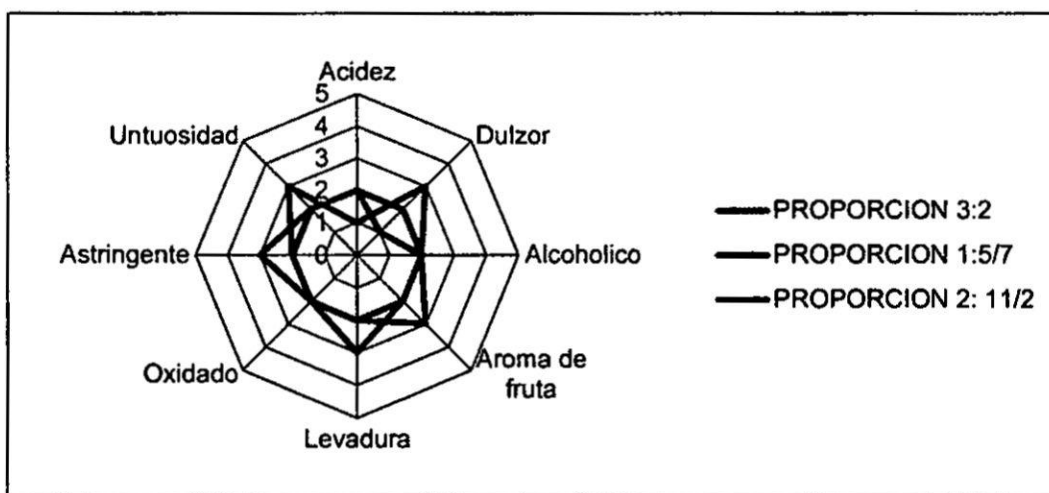 Acidez
5
4
3
2
1
0
Untuosidad
Dulzor
Astringente
Alcoholico
Oxidado
Aroma de
fruta
Levadura
PROPORCION 3:2
PROPORCION 1:5/7
PROPORCION 2: 11/2